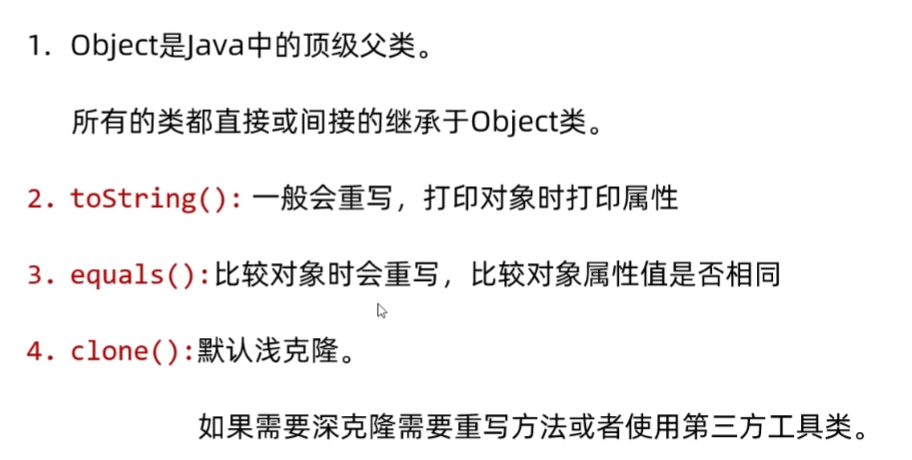 1. Object是Java中的顶级父类。
所有的类都直接或间接的继承于Object类。
2. toString(): 一般会重写，打印对象时打印属性
3. equals():比较对象时会重写，比较对象属性值是否相同
4. clone():默认浅克隆。
如果需要深克隆需要重写方法或者使用第三方工具类。